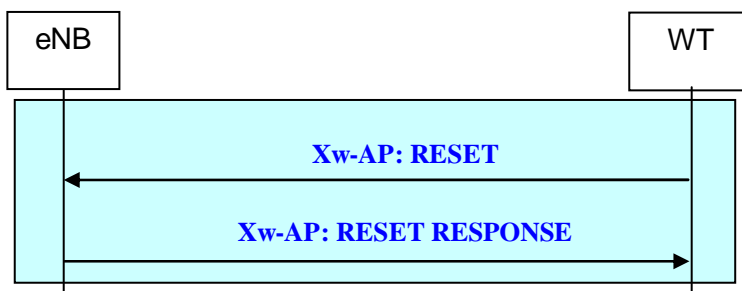 eNB
WT
Xw-AP: RESET
Xw-AP: RESET RESPONSE